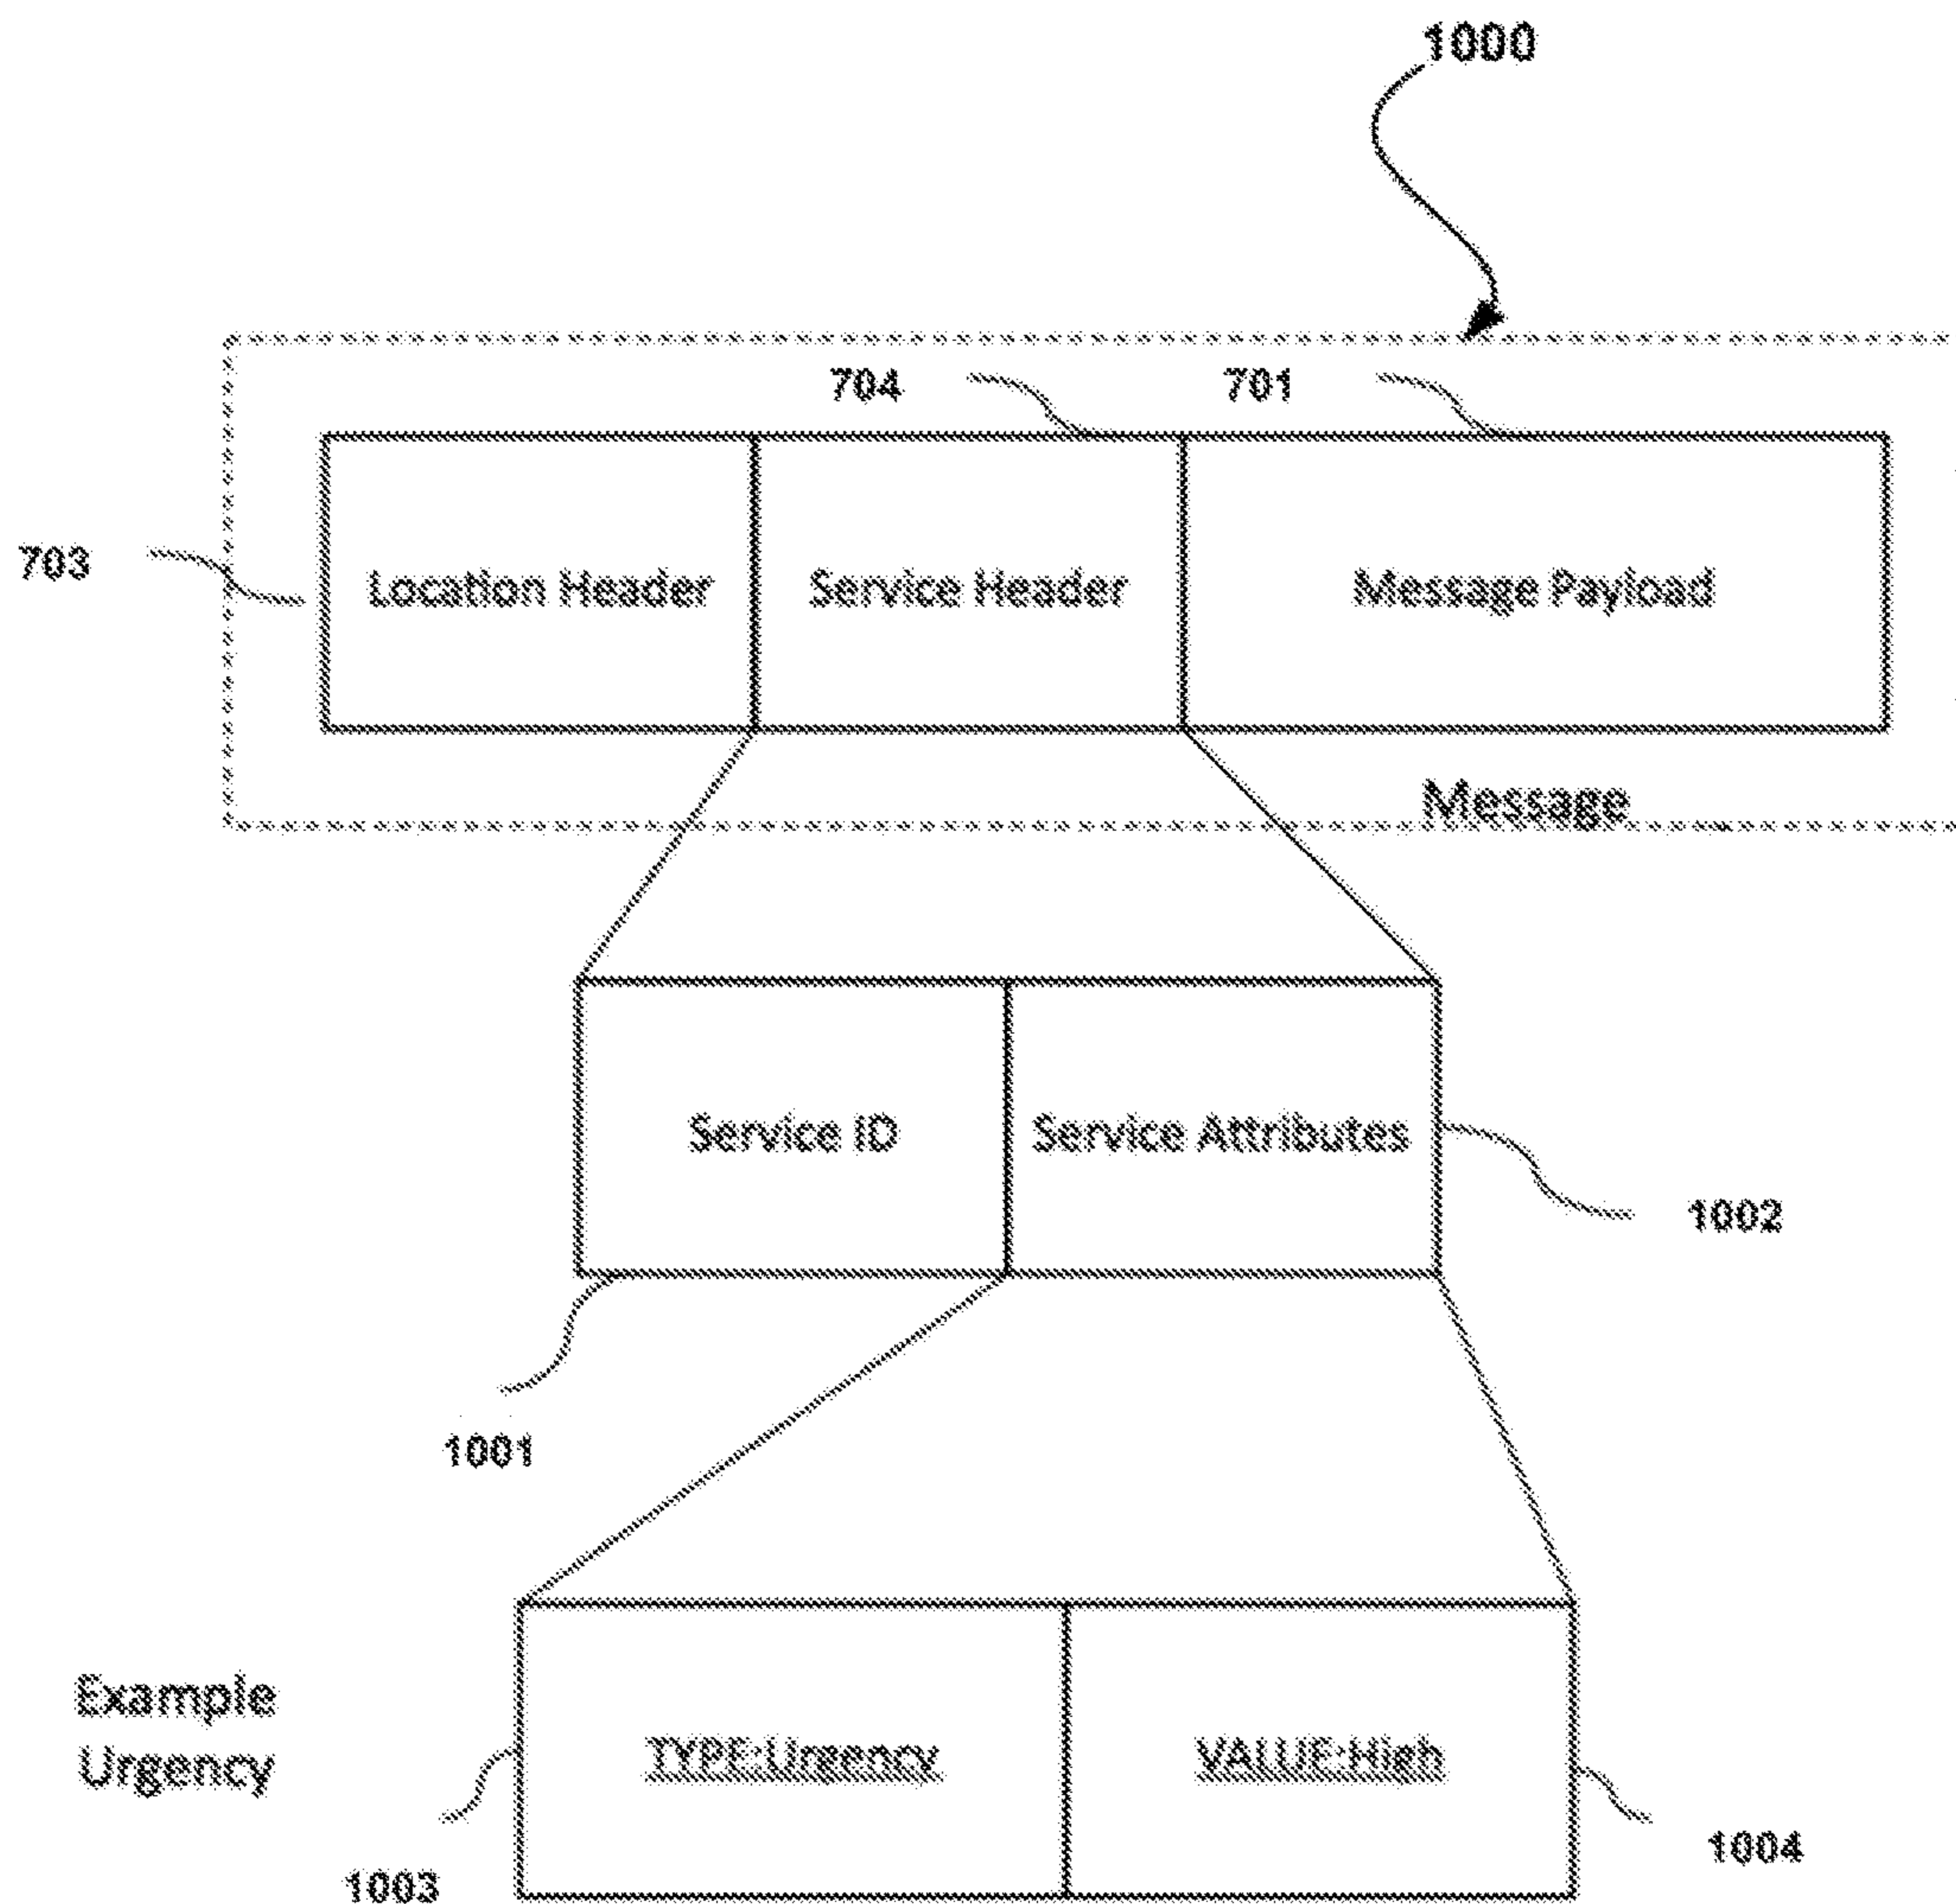 1000
704
701
703
Location Header
Service Header
Message Payload
Message
Service ID
Service Attributes
1002
1001
Example
Urgency
TYPE:Urgency
VALUE:High
1003
1004